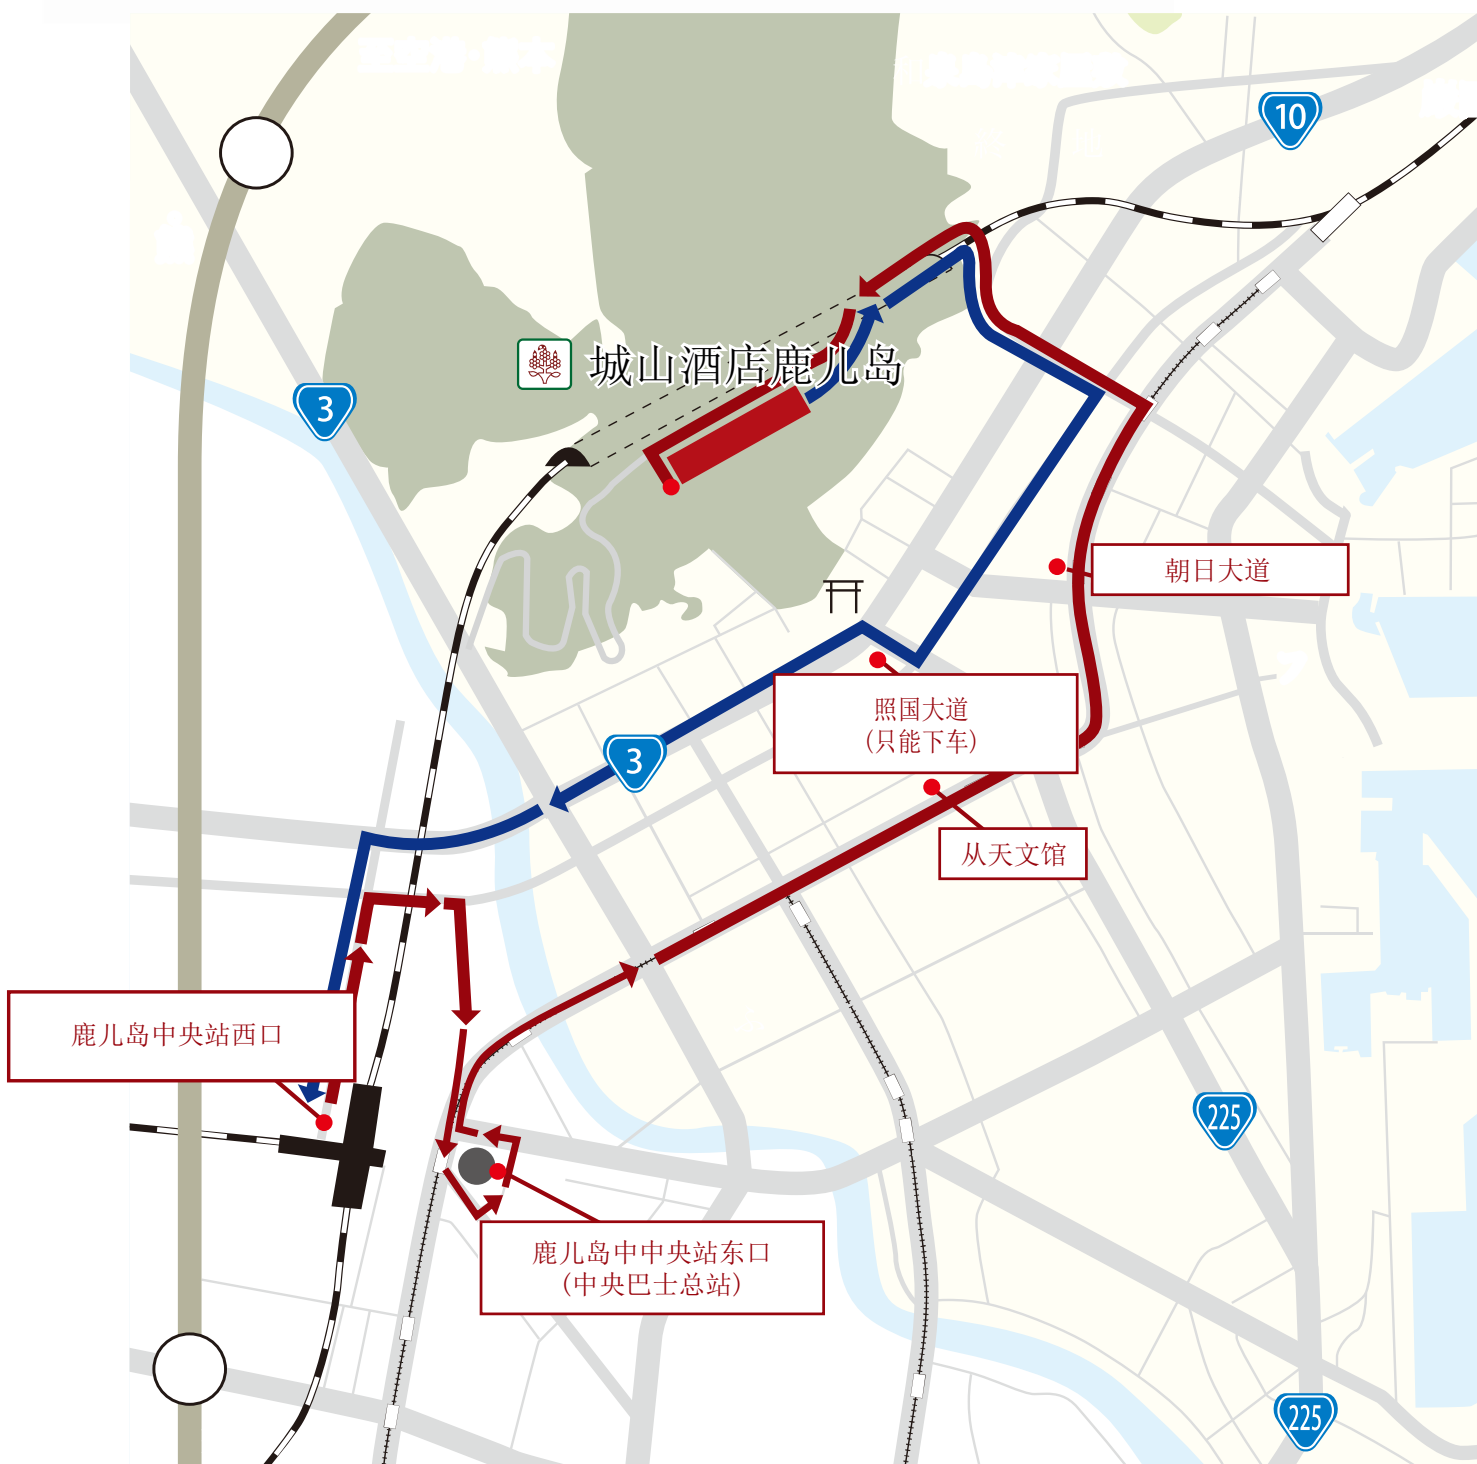 10
城山酒店鹿儿岛
3
朝日大道
照国大道
(只能下车)
3
从天文馆
鹿儿岛中央站西口
225
鹿儿岛中中央站东口
(中央巴士总站)
225